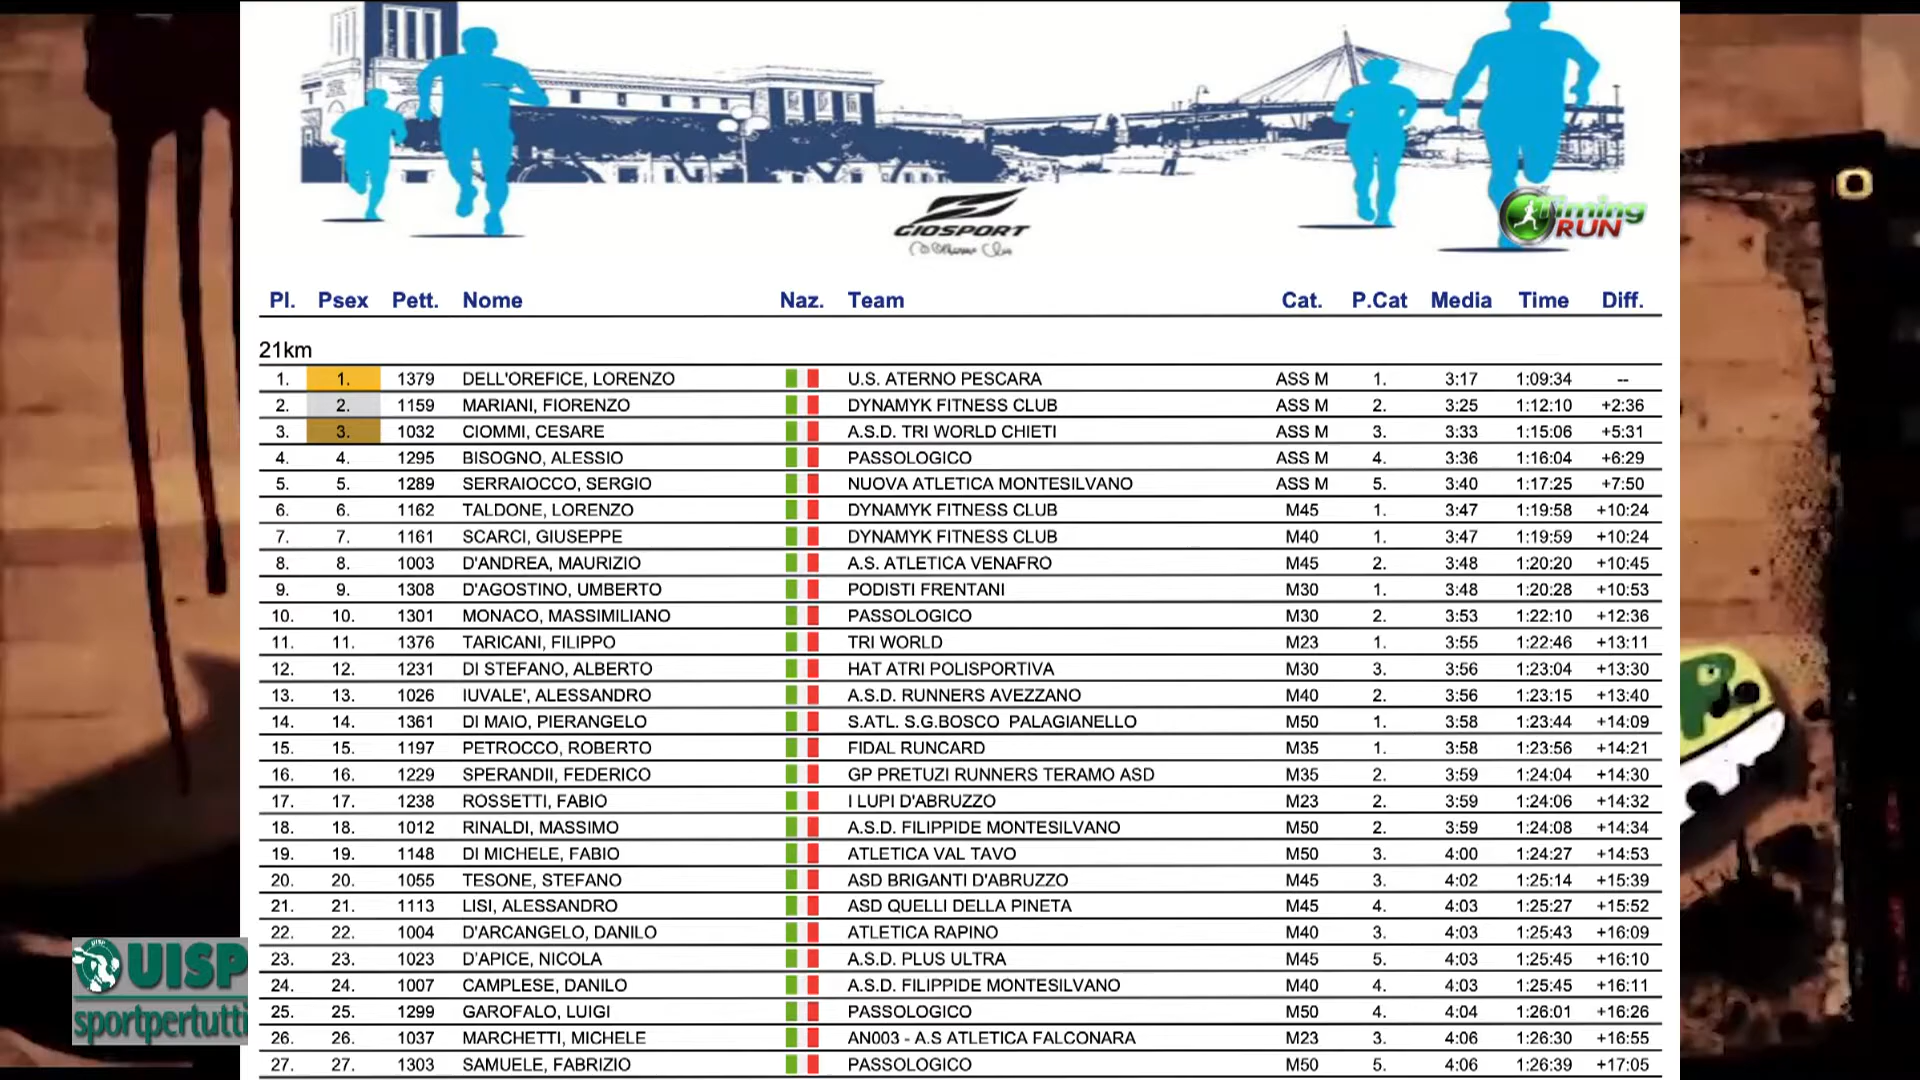 GIOSPORT
Timing
RUN
Pl. Psex Pett. Nome Naz. Team Cat. P.Cat Media Time Diff.
21km
1. 1. 1379 DELL'OREFICE, LORENZO U.S. ATERNO PESCARA ASS M 1. 3:17 1:09:34 --
2. 2. 1159 MARIANI, FIORENZO DYNAMYK FITNESS CLUB ASS M 2. 3:25 1:12:10 +2:36
3. 3. 1032 CIOMMI, CESARE A.S.D. TRI WORLD CHIETI ASS M 3. 3:33 1:15:06 +5:31
4. 4. 1295 BISOGNO, ALESSIO PASSOLOGICO ASS M 4. 3:36 1:16:04 +6:29
5. 5. 1289 SERRAIOCCO, SERGIO NUOVA ATLETICA MONTESILVANO ASS M 5. 3:40 1:17:25 +7:50
6. 6. 1162 TALDONE, LORENZO DYNAMYK FITNESS CLUB M45 1. 3:47 1:19:58 +10:24
7. 7. 1161 SCARCI, GIUSEPPE DYNAMYK FITNESS CLUB M40 1. 3:47 1:19:59 +10:24
8. 8. 1003 D'ANDREA, MAURIZIO A.S. ATLETICA VENAFRO M45 2. 3:48 1:20:20 +10:45
9. 9. 1308 D'AGOSTINO, UMBERTO PODISTI FRENTANI M30 1. 3:48 1:20:28 +10:53
10. 10. 1301 MONACO, MASSIMILIANO PASSOLOGICO M30 2. 3:53 1:22:10 +12:36
11. 11. 1376 TARICANI, FILIPPO TRI WORLD M23 1. 3:55 1:22:46 +13:11
12. 12. 1231 DI STEFANO, ALBERTO HAT ATRI POLISPORTIVA M30 3. 3:56 1:23:04 +13:30
13. 13. 1026 IUVALE', ALESSANDRO A.S.D. RUNNERS AVEZZANO M40 2. 3:56 1:23:15 +13:40
14. 14. 1361 DI MAIO, PIERANGELO S.ATL. S.G.BOSCO PALAGIANELLO M50 1. 3:58 1:23:44 +14:09
15. 15. 1197 PETROCCO, ROBERTO FIDAL RUNCARD M35 1. 3:58 1:23:56 +14:21
16. 16. 1229 SPERANDII, FEDERICO GP PRETUZI RUNNERS TERAMO ASD M35 2. 3:59 1:24:04 +14:30
17. 17. 1238 ROSSETTI, FABIO I LUPI D'ABRUZZO M23 2. 3:59 1:24:06 +14:32
18. 18. 1012 RINALDI, MASSIMO A.S.D. FILIPPIDE MONTESILVANO M50 2. 3:59 1:24:08 +14:34
19. 19. 1148 DI MICHELE, FABIO ATLETICA VAL TAVO M50 3. 4:00 1:24:27 +14:53
20. 20. 1055 TESONE, STEFANO ASD BRIGANTI D'ABRUZZO M45 3. 4:02 1:25:14 +15:39
21. 21. 1113 LISI, ALESSANDRO ASD QUELLI DELLA PINETA M45 4. 4:03 1:25:27 +15:52
22. 22. 1004 D'ARCANGELO, DANILO ATLETICA RAPINO M40 3. 4:03 1:25:43 +16:09
23. 23. 1023 D'APICE, NICOLA A.S.D. PLUS ULTRA M45 5. 4:03 1:25:45 +16:10
24. 24. 1007 CAMPLESE, DANILO A.S.D. FILIPPIDE MONTESILVANO M40 4. 4:03 1:25:45 +16:11
25. 25. 1299 GAROFALO, LUIGI PASSOLOGICO M50 4. 4:04 1:26:01 +16:26
26. 26. 1037 MARCHETTI, MICHELE AN003 - A.S ATLETICA FALCONARA M23 3. 4:06 1:26:30 +16:55
27. 27. 1303 SAMUELE, FABRIZIO PASSOLOGICO M50 5. 4:06 1:26:39 +17:05
UISP
sportpertutti